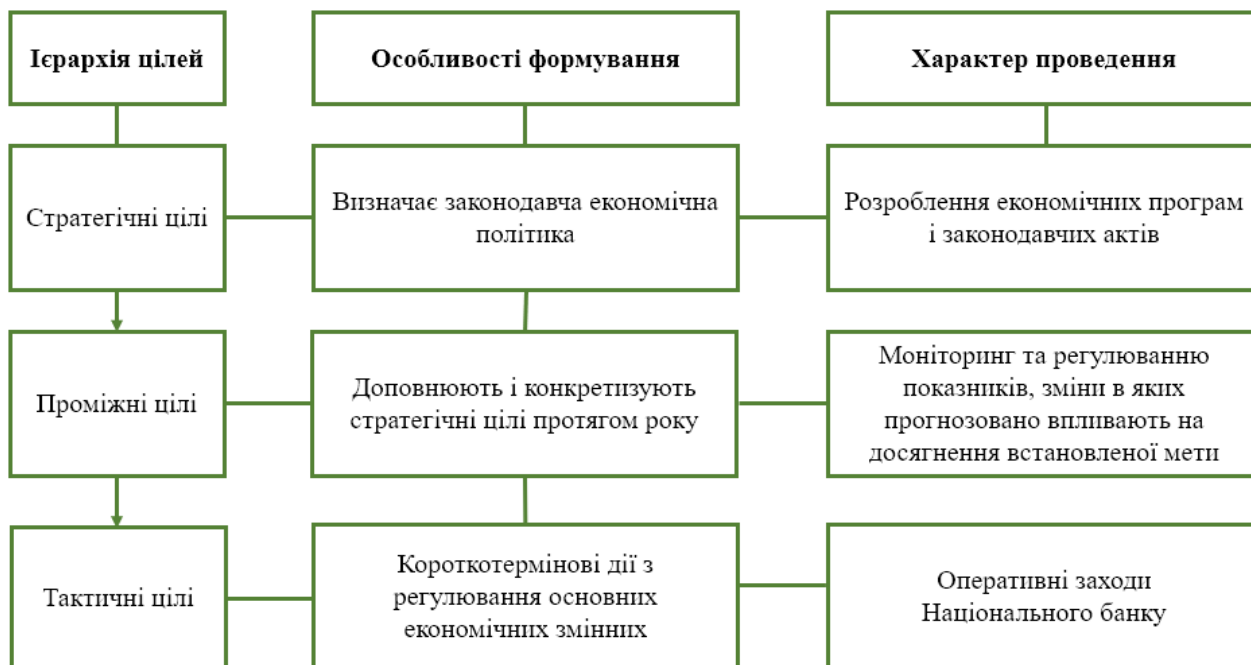 Ієрархія цілей
Особливості формування
Характер проведення
Стратегічні цілі
Визначає законодавча економічна
політика
Розроблення економічних програм
і законодавчих актів
Проміжні цілі
Доповнюють і конкретизують
стратегічні цілі протягом року
Моніторинг та регулюванню
показників, зміни в яких
прогнозовано впливають на
досягнення встановленої мети
Тактичні цілі
Короткотермінові дії з
регулювання основних
економічних змінних
Оперативні заходи
Національного банку